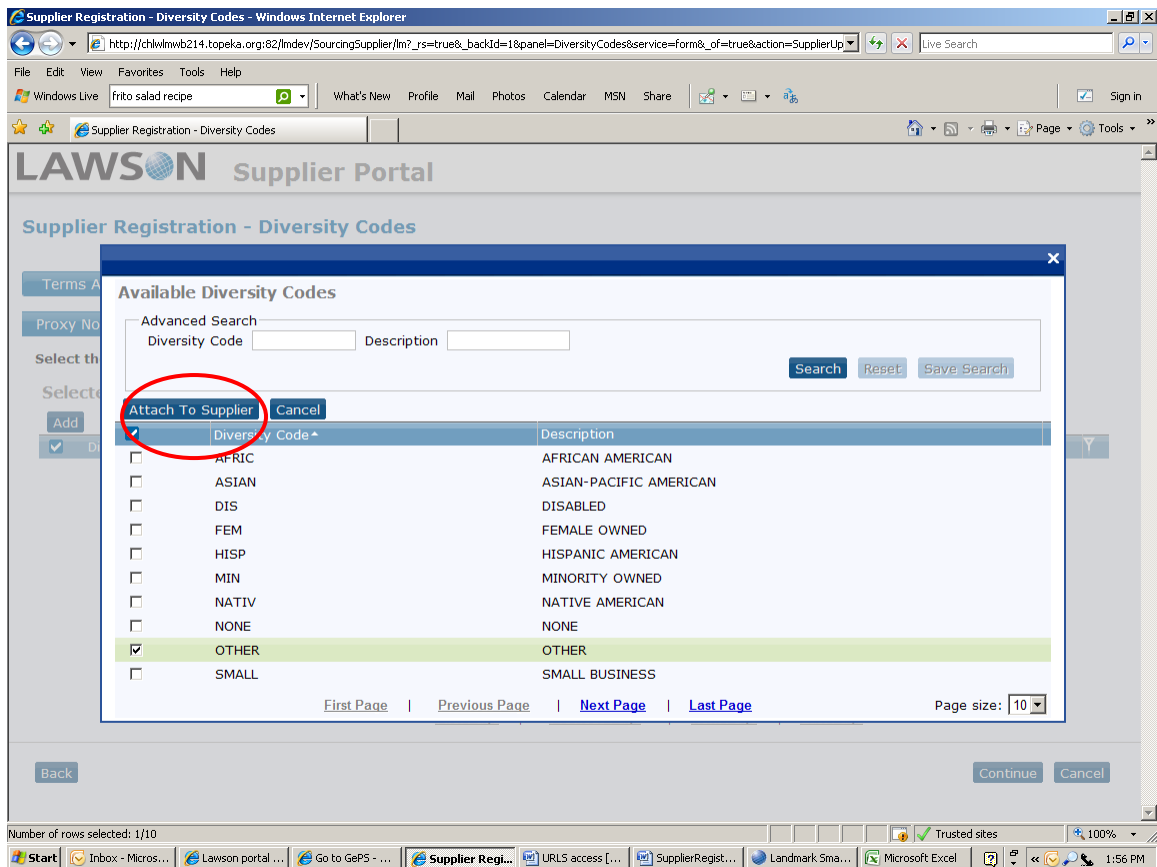 Supplier Registration - Diversity Codes - Windows Internet Explorer
http://chlwlmwb214.topeka.org:82/lmdev/SourcingSupplier/lm?_rs=true&_backId=1&panel=DiversityCodes&service=form&_of=true&action=SupplierUp
Live Search
File Edit View Favorites Tools Help
Windows Live frito salad recipe What's New Profile Mail Photos Calendar MSN Share Sign in
Supplier Registration - Diversity Codes Page Tools »
LAWSON Supplier Portal
Supplier Registration - Diversity Codes
Terms A
Available Diversity Codes
Advanced Search
Proxy No
Diversity Code Description
Select th
Search Reset Save Search
Selecte
Attach To Supplier Cancel
Add
Diversity Code Description
D
AFRIC AFRICAN AMERICAN
ASIAN ASIAN-PACIFIC AMERICAN
DIS DISABLED
FEM FEMALE OWNED
HISP HISPANIC AMERICAN
MIN MINORITY OWNED
NATIV NATIVE AMERICAN
NONE NONE
OTHER OTHER
SMALL SMALL BUSINESS
First Page | Previous Page | Next Page | Last Page Page size: 10
Back Continue Cancel
Number of rows selected: 1/10 Trusted sites 100%
Start Inbox - Micros... Lawson portal ... Go to GePS - ... Supplier Regi... URLS access [... SupplierRegist... Landmark Sma... Microsoft Excel « 1:56 PM